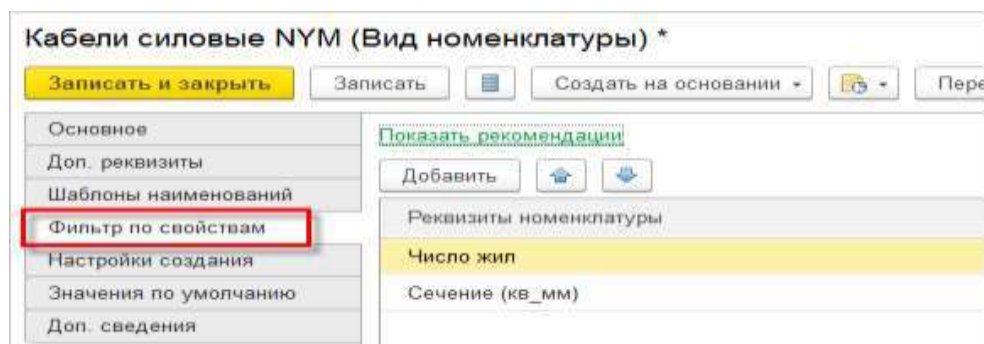 Кабели силовые NYM (Вид номенклатуры) *
Записать и закрыть Записать Создать на основании Пере
Основное
Доп. реквизиты
Шаблоны наименований
Фильтр по свойствам
Настройки создания
Значения по умолчанию
Доп. сведения
Показать рекомендации
Добавить
Реквизиты номенклатуры
Число жил
Сечение (кв_мм)